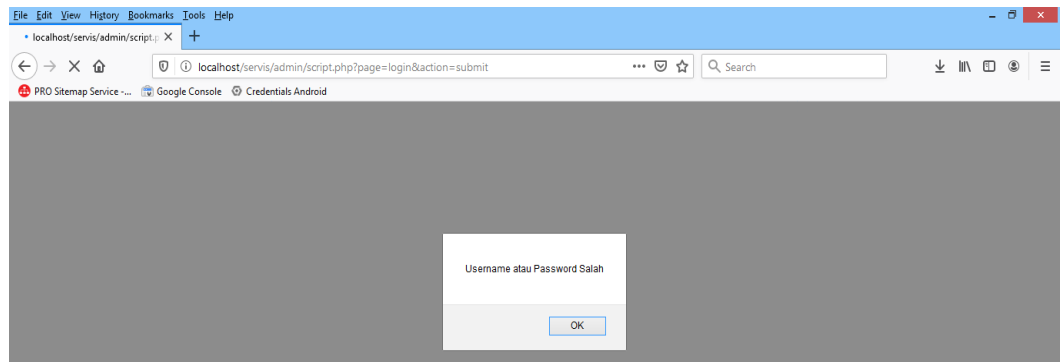 File Edit View History Bookmarks Tools Help
localhost/servis/admin/script.p
localhost/servis/admin/script.php?page=login&action=submit
Search
PRO Sitemap Service -... Google Console Credentials Android
Username atau Password Salah
OK